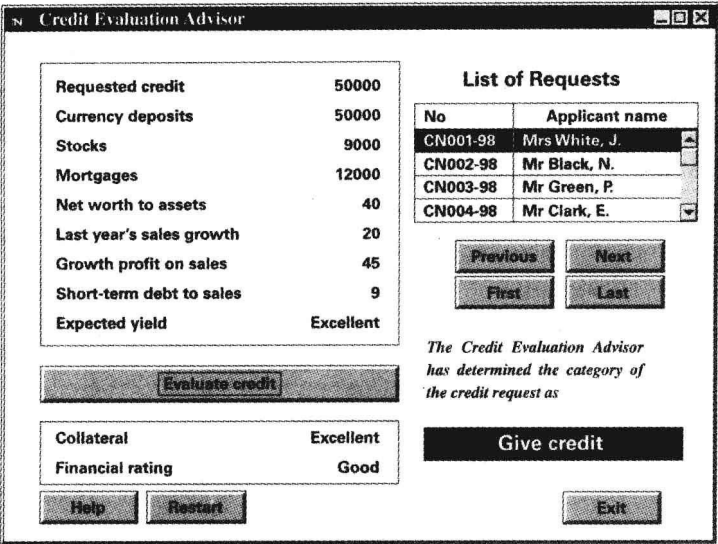 Credit Evaluation Advisor
Requested credit 50000
Currency deposits 50000
Stocks 9000
Mortgages 12000
Net worth to assets 40
Last year's sales growth 20
Growth profit on sales 45
Short-term debt to sales 9
Expected yield Excellent
Evaluate credit
Collateral Excellent
Financial rating Good
Help Restart
List of Requests
No Applicant name
CN001-98 Mrs White, J.
CN002-98 Mr Black, N.
CN003-98 Mr Green, P.
CN004-98 Mr Clark, E.
Previous Next
First Last
The Credit Evaluation Advisor
has determined the category of
the credit request as
Give credit
Exit